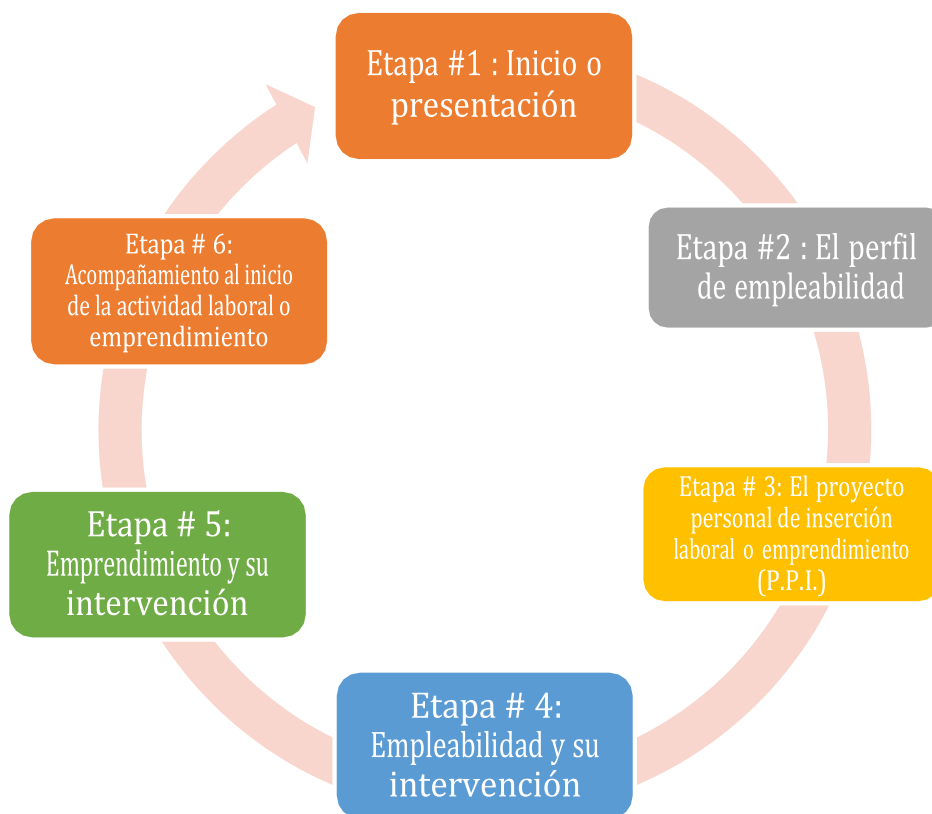 Etapa #1 : Inicio o
presentación
Etapa #2 : El perfil
de empleabilidad
Etapa # 3: El proyecto
personal de inserción
laboral o emprendimiento
(P.P.I.)
Etapa # 4:
Empleabilidad y su
intervención
Etapa # 5:
Emprendimiento y su
intervención
Etapa # 6:
Acompañamiento al inicio
de la actividad laboral o
emprendimiento